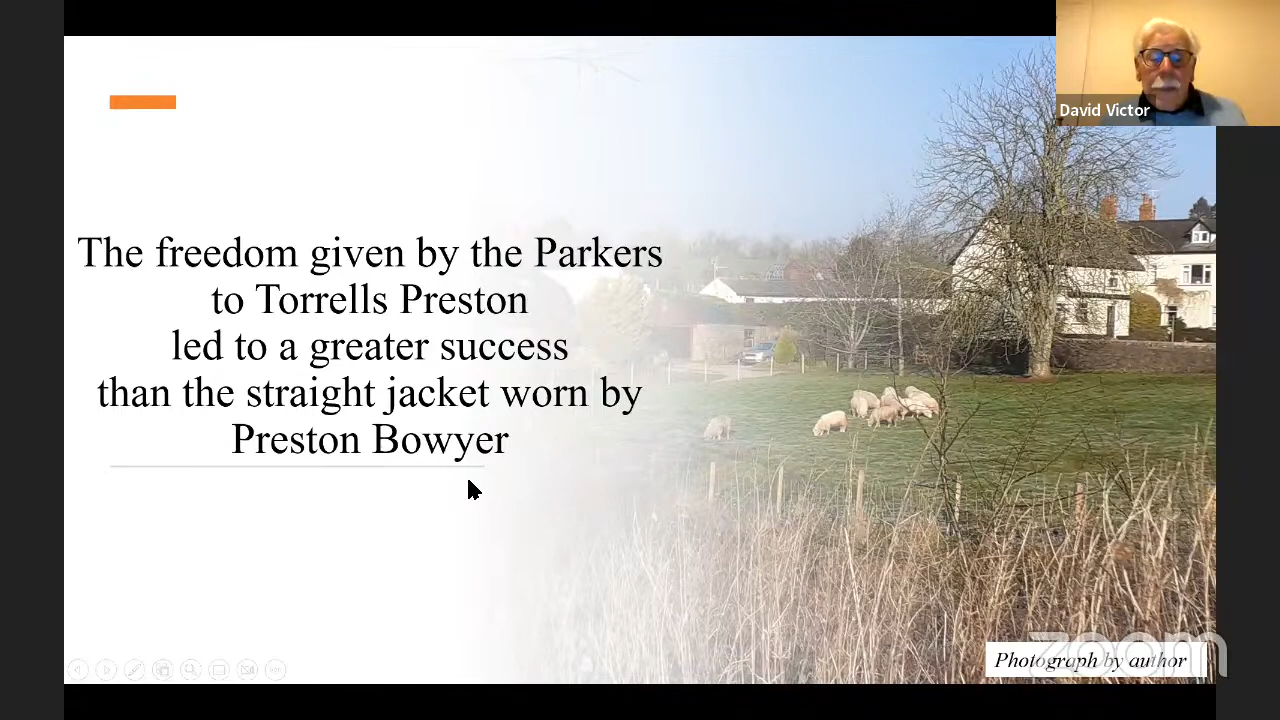 David Victor
The freedom given by the Parkers
to Torrells Preston
led to a greater success
than the straight jacket worn by
Preston Bowyer
Photograph by author
zoom